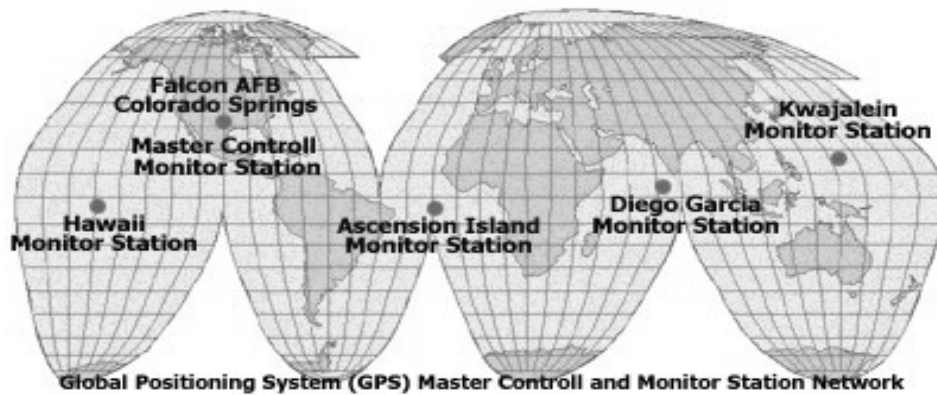 Falcon AFB
Colorado Springs
Master Controll
Monitor Station
Kwajalein
Monitor Station
Hawaii
Monitor Station
Ascension Island
Monitor Station
Diego Garcia
Monitor Station
Global Positioning System (GPS) Master Controll and Monitor Station Network